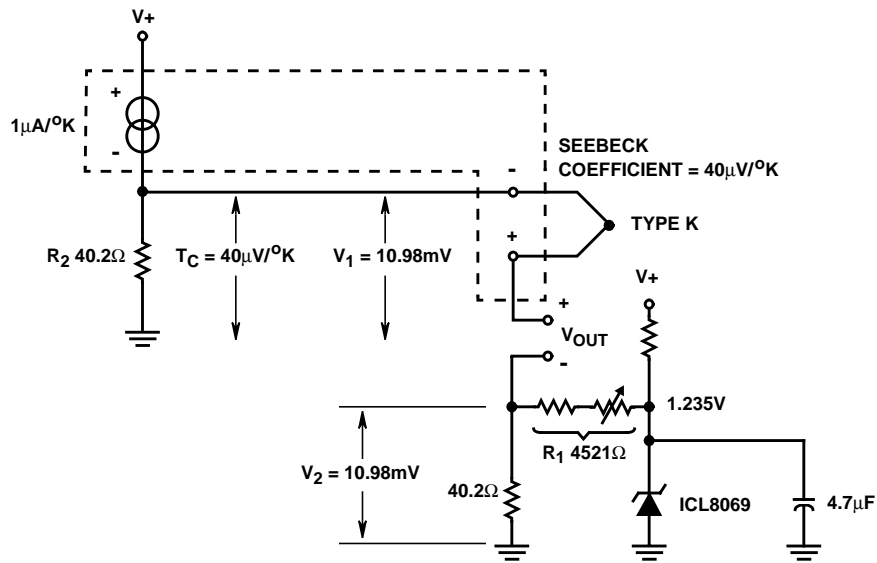 V+
+
1µA/°K
-
SEEBECK
COEFFICIENT = 40µV/°K
-
TYPE K
R2 40.2Ω
TC = 40µV/°K
V1 = 10.98mV
+
V+
+
VOUT
-
1.235V
R1 4521Ω
V2 = 10.98mV
40.2Ω
ICL8069
4.7µF